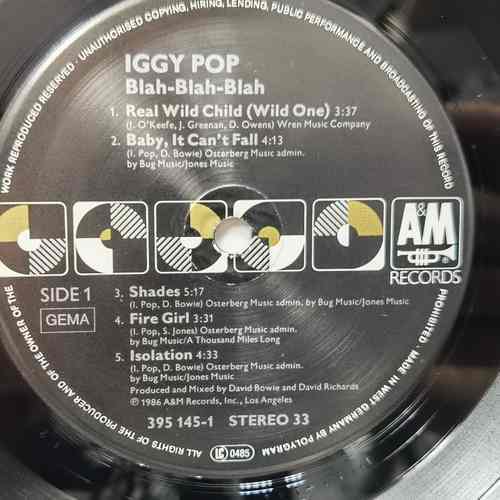 IGGY POP
Blah-Blah-Blah
1. Real Wild Child (Wild One) 3:37
(J. O'Keefe, J. Greenan, D. Owens) Wren Music Company
2. Baby, It Can't Fall 4:13
(I. Pop, D. Bowie) Osterberg Music admin.
by Bug Music/Jones Music
A&M
RECORDS
SIDE 1
GEMA
3. Shades 5:17
(I. Pop, D. Bowie) Osterberg Music admin. by Bug Music/Jones Music
4. Fire Girl 3:31
(I. Pop, S. Jones) Osterberg Music admin.
by Bug Music/A Thousand Miles Long
5. Isolation 4:33
(I. Pop, D. Bowie) Osterberg Music admin.
by Bug Music/Jones Music
Produced and Mixed by David Bowie and David Richards
℗ 1986 A&M Records, Inc., Los Angeles
395 145-1 STEREO 33
LC 0485
ALL RIGHTS OF THE PRODUCER AND OF THE OWNER OF THE WORK REPRODUCED RESERVED · UNAUTHORISED COPYING, HIRING, LENDING, PUBLIC PERFORMANCE AND BROADCASTING OF THIS RECORD PROHIBITED · MADE IN WEST GERMANY BY POLYGRAM